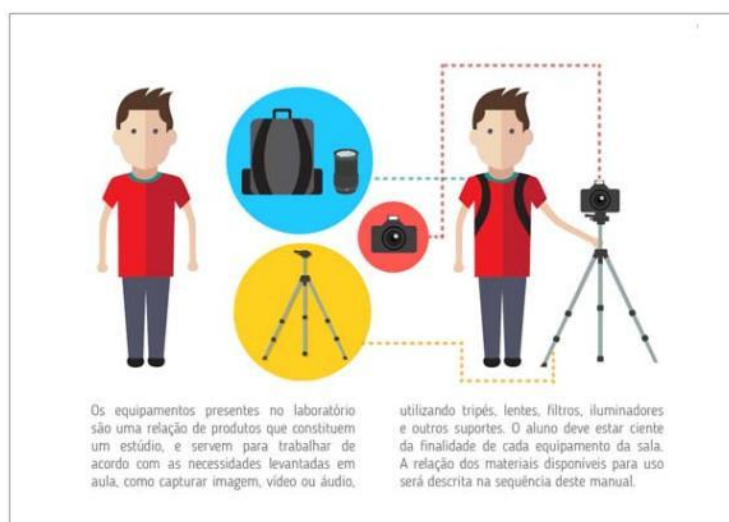 Os equipamentos presentes no laboratório
são uma relação de produtos que constituem
um estúdio, e servem para trabalhar de
acordo com as necessidades levantadas em
aula, como capturar imagem, vídeo ou áudio,
utilizando tripés, lentes, filtros, iluminadores
e outros suportes. O aluno deve estar ciente
da finalidade de cada equipamento da sala.
A relação dos materiais disponíveis para uso
será descrita na sequência deste manual.